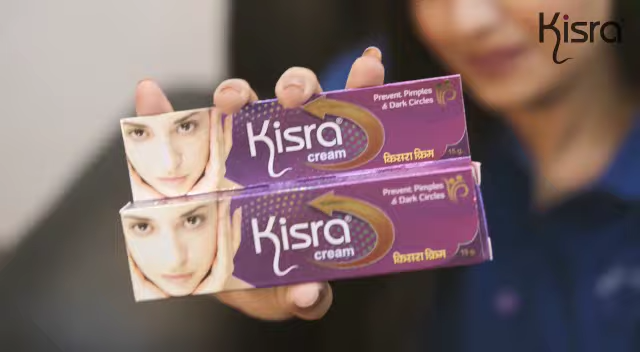 Kisra
Prevent Pimples
& Dark Circles
Kisra®
cream
किसरा क्रिम
15 g.
Prevent Pimples
& Dark Circles
Kisra®
cream
किसरा क्रिम
15 g.